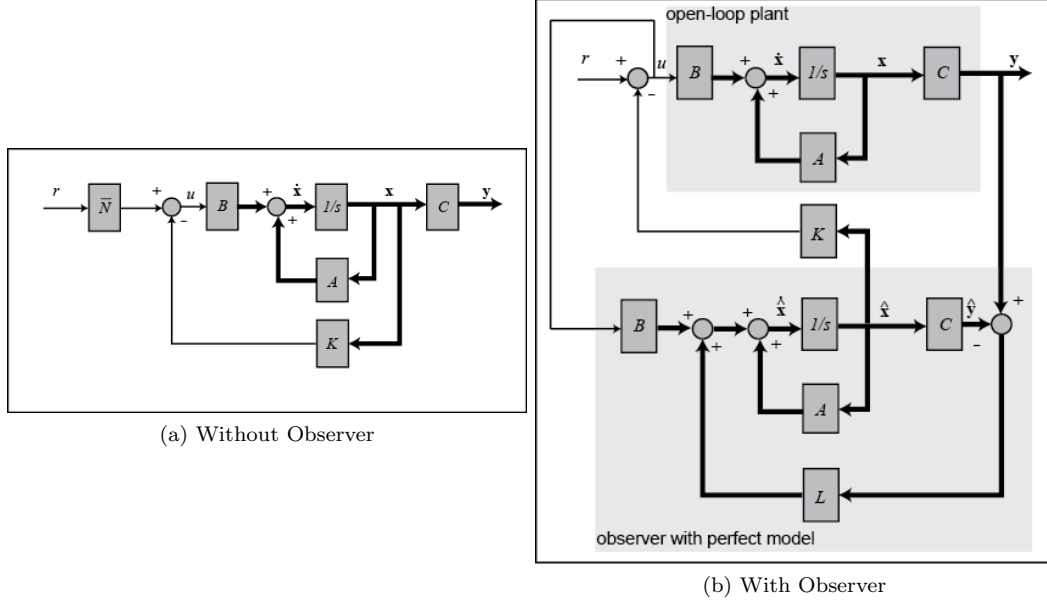 r
N̅
+
-
u
B
+
+
ẋ
1/s
x
C
y
A
K
(a) Without Observer
open-loop plant
r
+
-
u
B
+
+
ẋ
1/s
x
C
y
A
K
B
+
+
+
+
x̂̇
1/s
x̂
C
ŷ
+
-
A
L
observer with perfect model
(b) With Observer